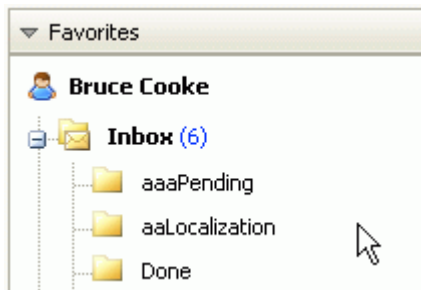 Favorites
Bruce Cooke
Inbox (6)
aaaPending
aaLocalization
Done